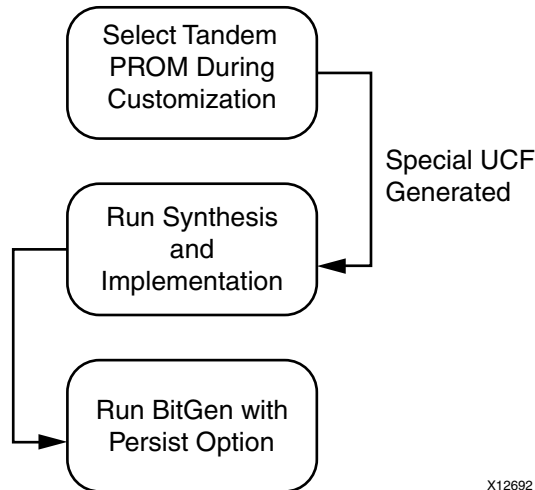 Select Tandem
PROM During
Customization
Special UCF
Generated
Run Synthesis
and
Implementation
Run BitGen with
Persist Option
X12692